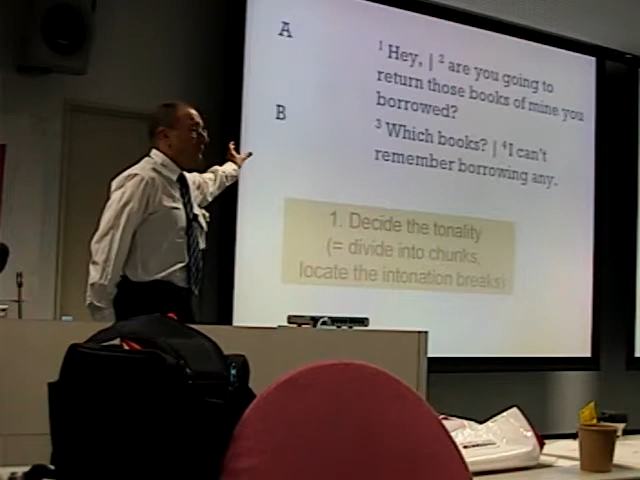 A
¹ Hey, | ² are you going to
return those books of mine you
borrowed?
B
³ Which books? | ⁴ I can't
remember borrowing any.
1. Decide the tonality
(= divide into chunks,
locate the intonation breaks)